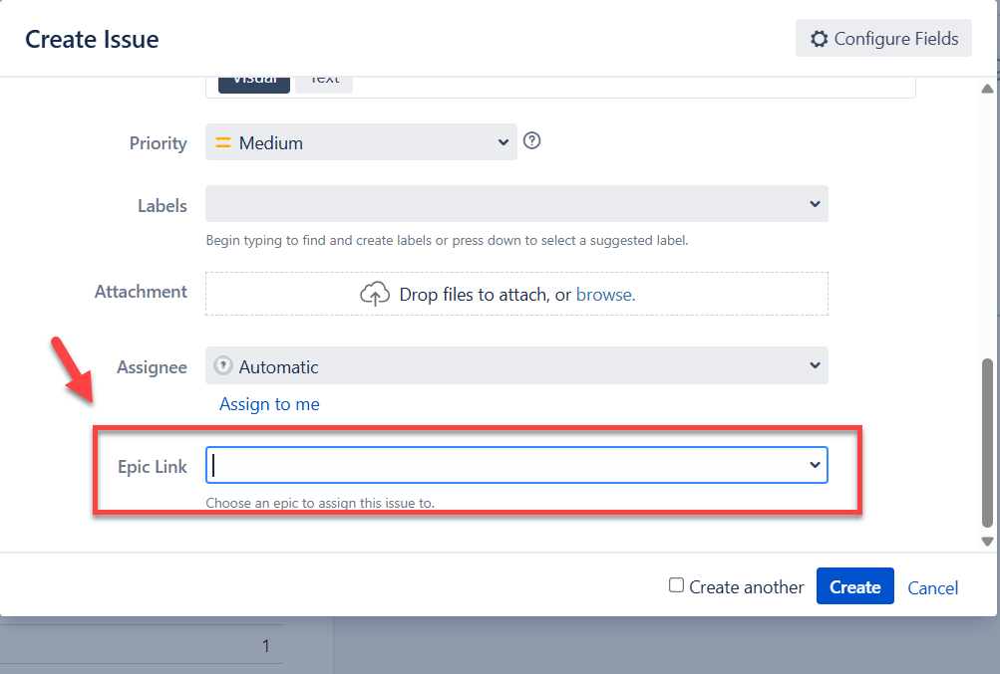 Create Issue
Configure Fields
Visual Text
Priority
Medium
Labels
Begin typing to find and create labels or press down to select a suggested label.
Attachment
Drop files to attach, or browse.
Assignee
Automatic
Assign to me
Epic Link
Choose an epic to assign this issue to.
Create another
Create
Cancel
1